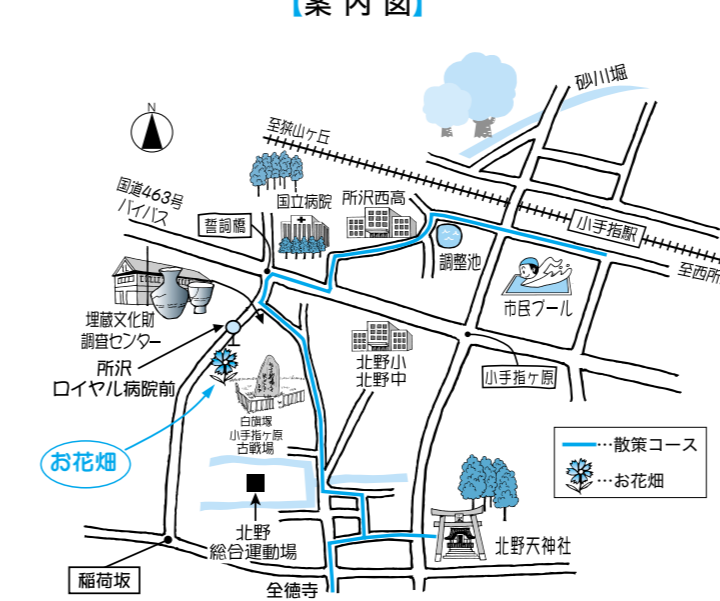 【案内図】
砂川堀
至狭山ヶ丘
N
国道463号
バイパス
国立病院
所沢西高
誓詞橋
小手指駅
調整池
至西所
市民プール
埋蔵文化財
調査センター
所沢
ロイヤル病院前
北野小
北野中
小手指ヶ原
白旗塚
小手指ヶ原
古戦場
お花畑
…散策コース
…お花畑
北野
総合運動場
北野天神社
稲荷坂
全徳寺